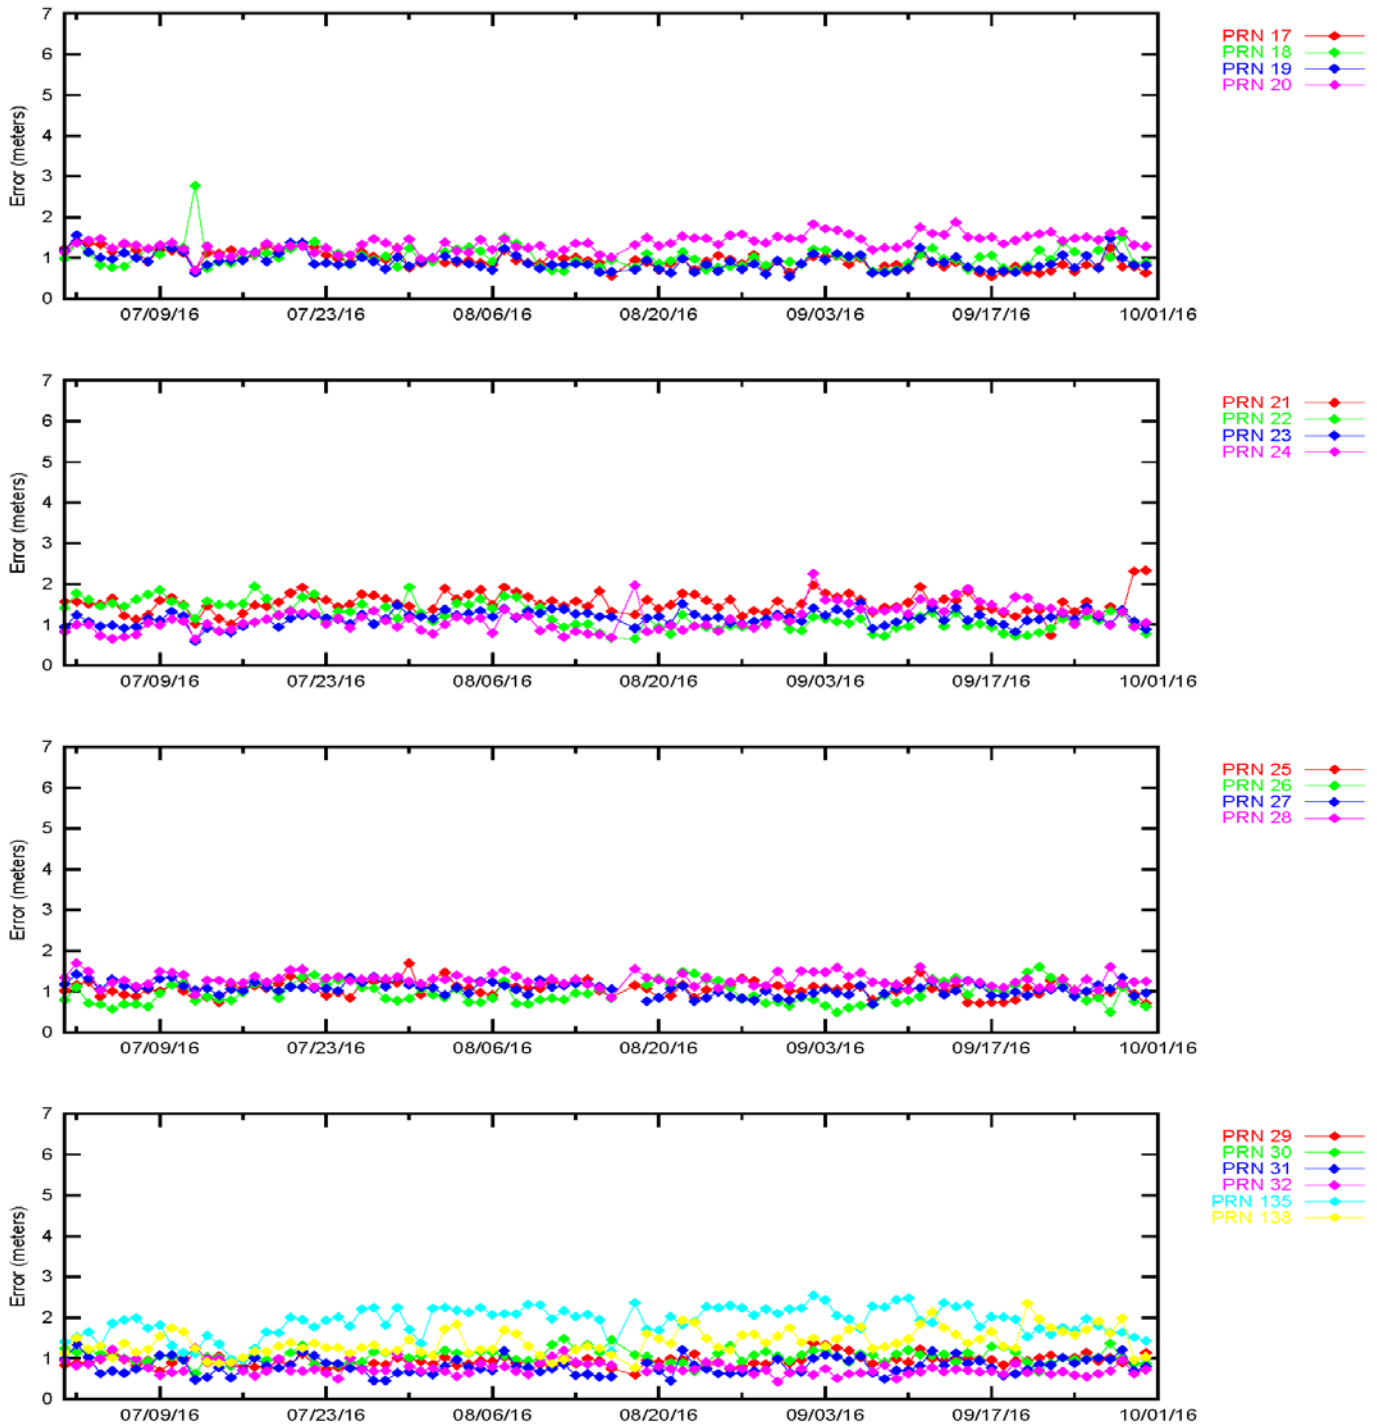 7
6
5
4
3
2
1
0
Error (meters)
07/09/16 07/23/16 08/06/16 08/20/16 09/03/16 09/17/16 10/01/16
PRN 17
PRN 18
PRN 19
PRN 20
7
6
5
4
3
2
1
0
Error (meters)
07/09/16 07/23/16 08/06/16 08/20/16 09/03/16 09/17/16 10/01/16
PRN 21
PRN 22
PRN 23
PRN 24
7
6
5
4
3
2
1
0
Error (meters)
07/09/16 07/23/16 08/06/16 08/20/16 09/03/16 09/17/16 10/01/16
PRN 25
PRN 26
PRN 27
PRN 28
7
6
5
4
3
2
1
0
Error (meters)
07/09/16 07/23/16 08/06/16 08/20/16 09/03/16 09/17/16 10/01/16
PRN 29
PRN 30
PRN 31
PRN 32
PRN 135
PRN 138